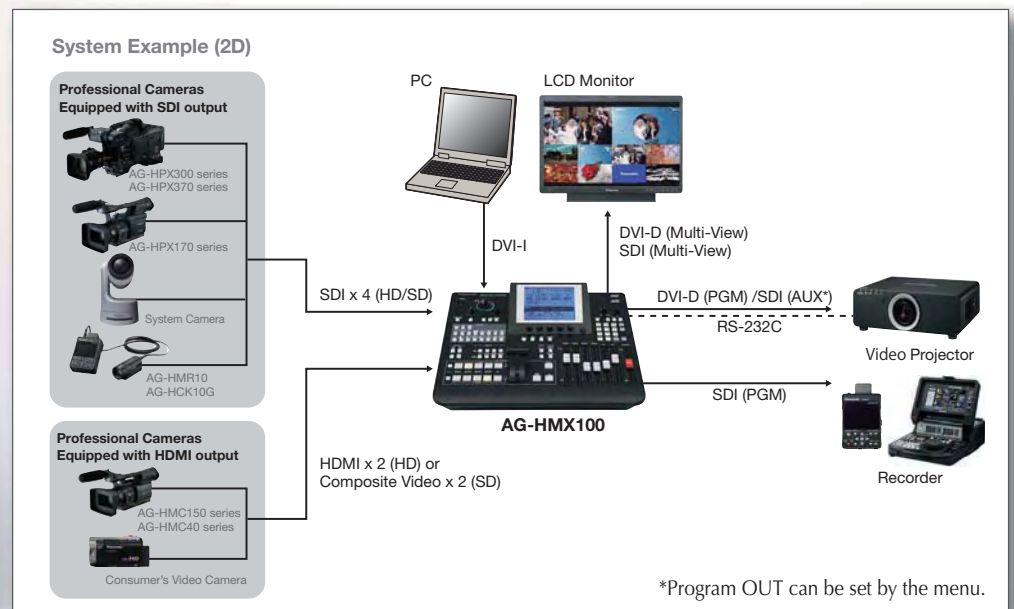 System Example (2D)
Professional Cameras
Equipped with SDI output
AG-HPX300 series
AG-HPX370 series
AG-HPX170 series
System Camera
AG-HMR10
AG-HCK10G
Professional Cameras
Equipped with HDMI output
AG-HMC150 series
AG-HMC40 series
Consumer's Video Camera
PC
LCD Monitor
DVI-I
DVI-D (Multi-View)
SDI (Multi-View)
SDI x 4 (HD/SD)
HDMI x 2 (HD) or
Composite Video x 2 (SD)
AG-HMX100
DVI-D (PGM) /SDI (AUX*)
RS-232C
Video Projector
SDI (PGM)
Recorder
*Program OUT can be set by the menu.